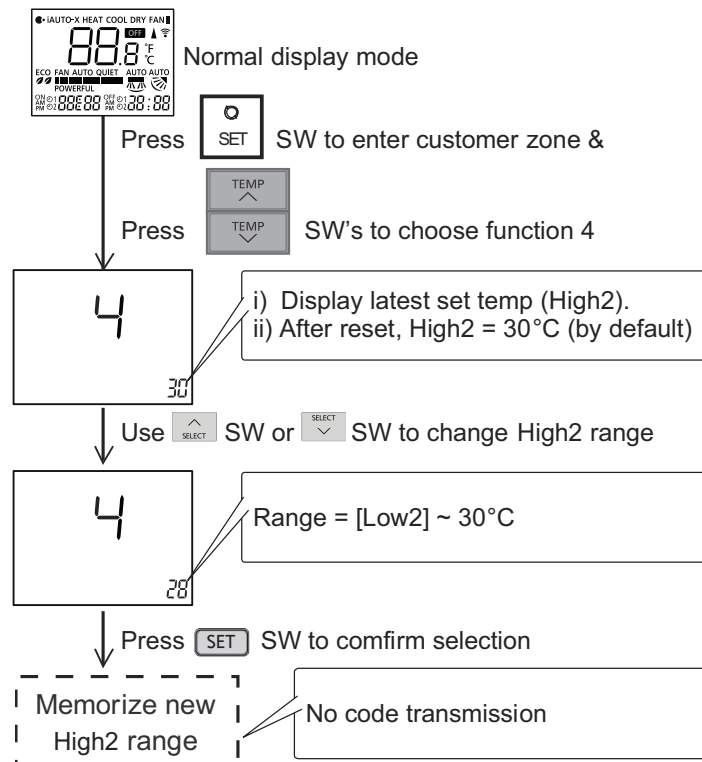 iAUTO-X HEAT COOL DRY FAN
OFF
88.8 °F
°C
ECO FAN AUTO QUIET AUTO AUTO
POWERFUL
ON AM PM 1 2 88:88 OFF AM PM 1 2 88:88
Normal display mode
Press SET SW to enter customer zone &
TEMP
Press TEMP SW's to choose function 4
4
30
i) Display latest set temp (High2).
ii) After reset, High2 = 30°C (by default)
Use SELECT SW or SELECT SW to change High2 range
4
28
Range = [Low2] ~ 30°C
Press SET SW to comfirm selection
Memorize new
High2 range
No code transmission